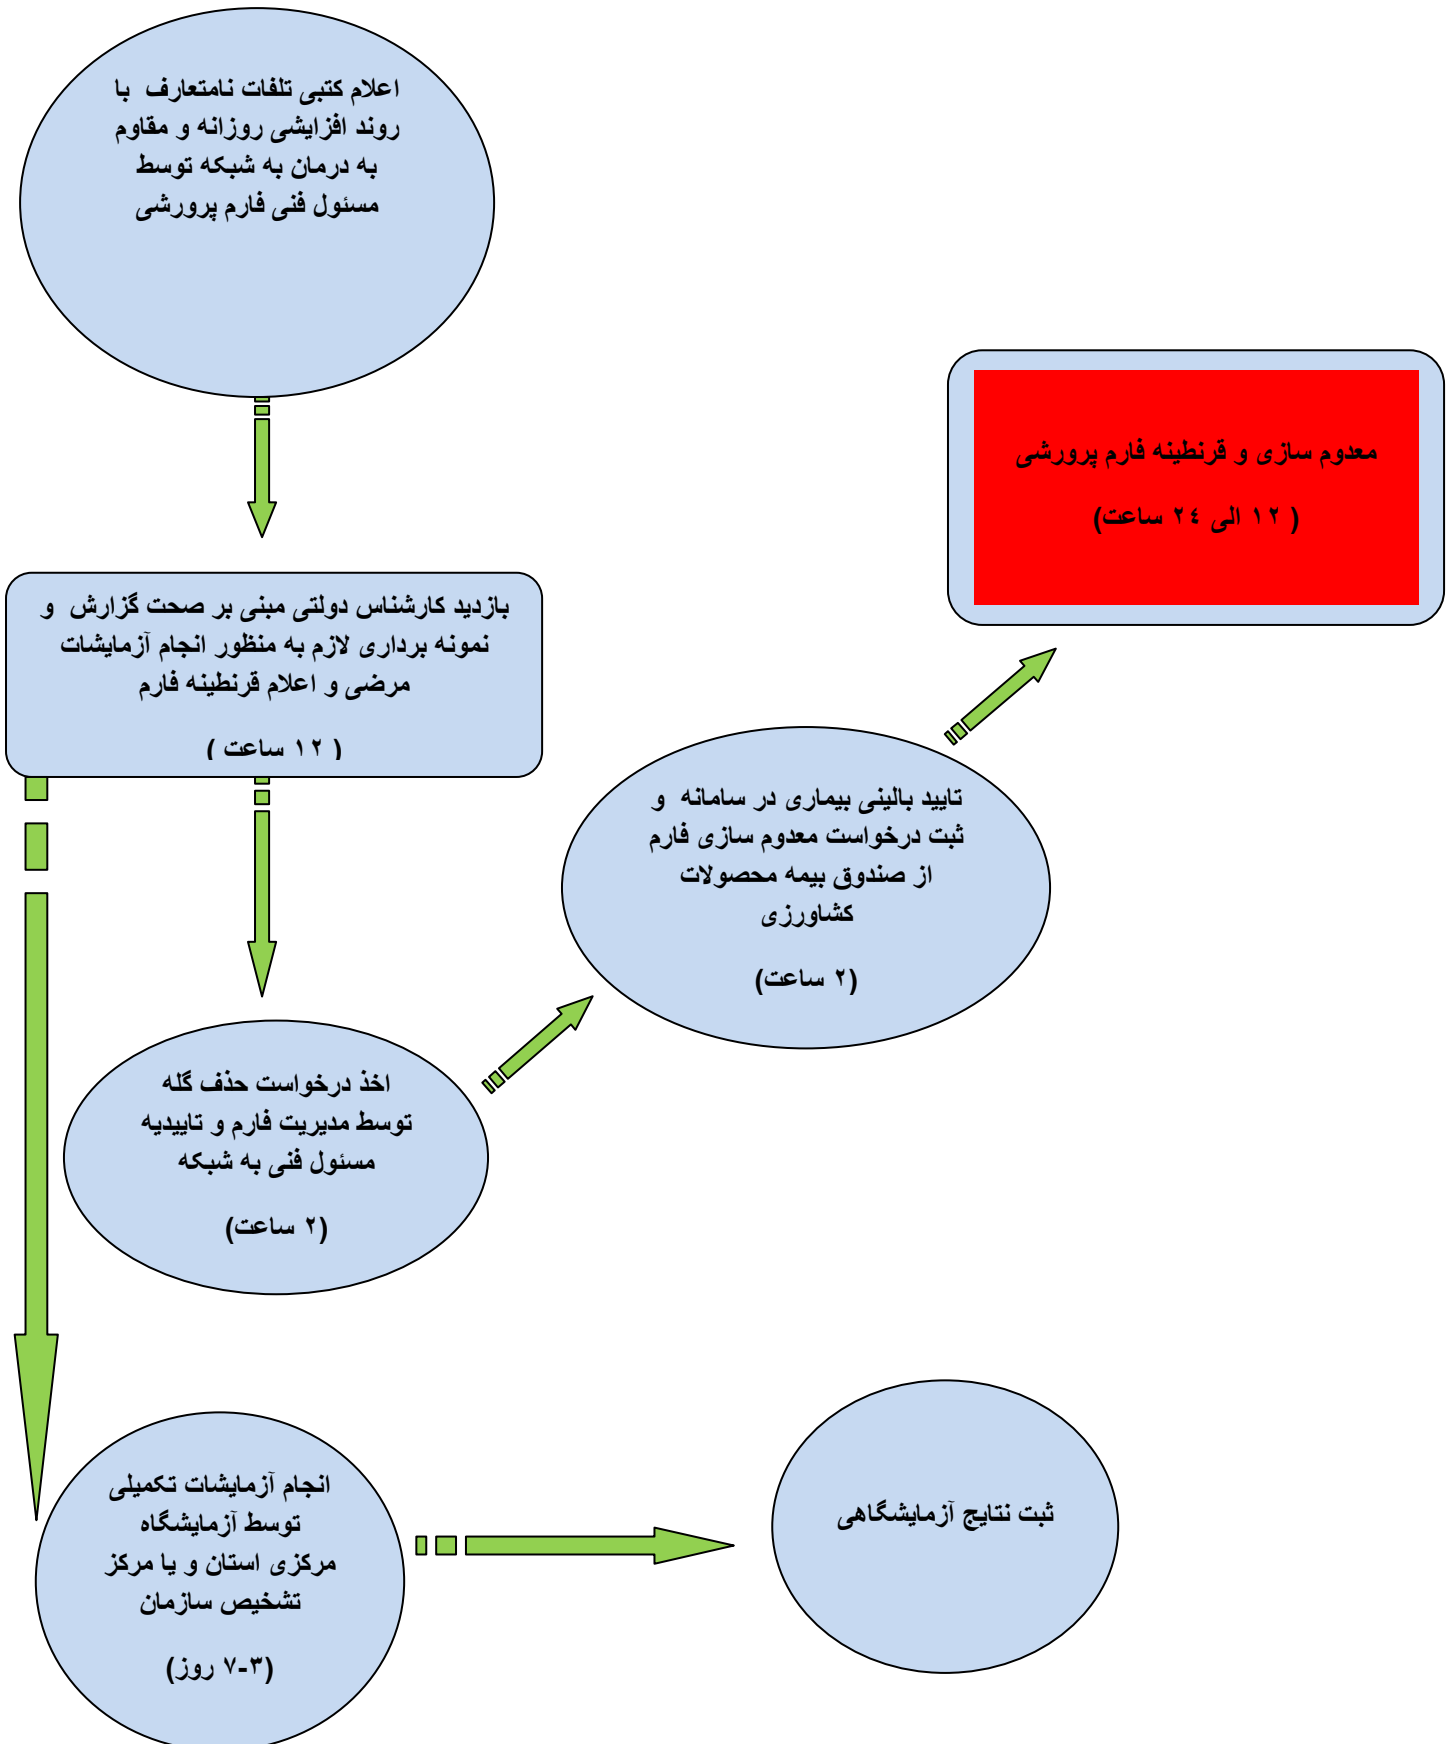 اعلام کتبی تلفات نامتعارف با
روند افزایشی روزانه و مقاوم
به درمان به شبکه توسط
مسئول فنی فارم پرورشی
معدوم سازی و قرنطینه فارم پرورشی
( ۱۲ الی ۲٤ ساعت)
بازدید کارشناس دولتی مبنی بر صحت گزارش و
نمونه برداری لازم به منظور انجام آزمایشات
مرضی و اعلام قرنطینه فارم
( ۱۲ ساعت )
تایید بالینی بیماری در سامانه و
ثبت درخواست معدوم سازی فارم
از صندوق بیمه محصولات
کشاورزی
(۲ ساعت)
اخذ درخواست حذف گله
توسط مدیریت فارم و تاییدیه
مسئول فنی به شبکه
(۲ ساعت)
انجام آزمایشات تکمیلی
توسط آزمایشگاه
مرکزی استان و یا مرکز
تشخیص سازمان
(۳-۷ روز)
ثبت نتایج آزمایشگاهی